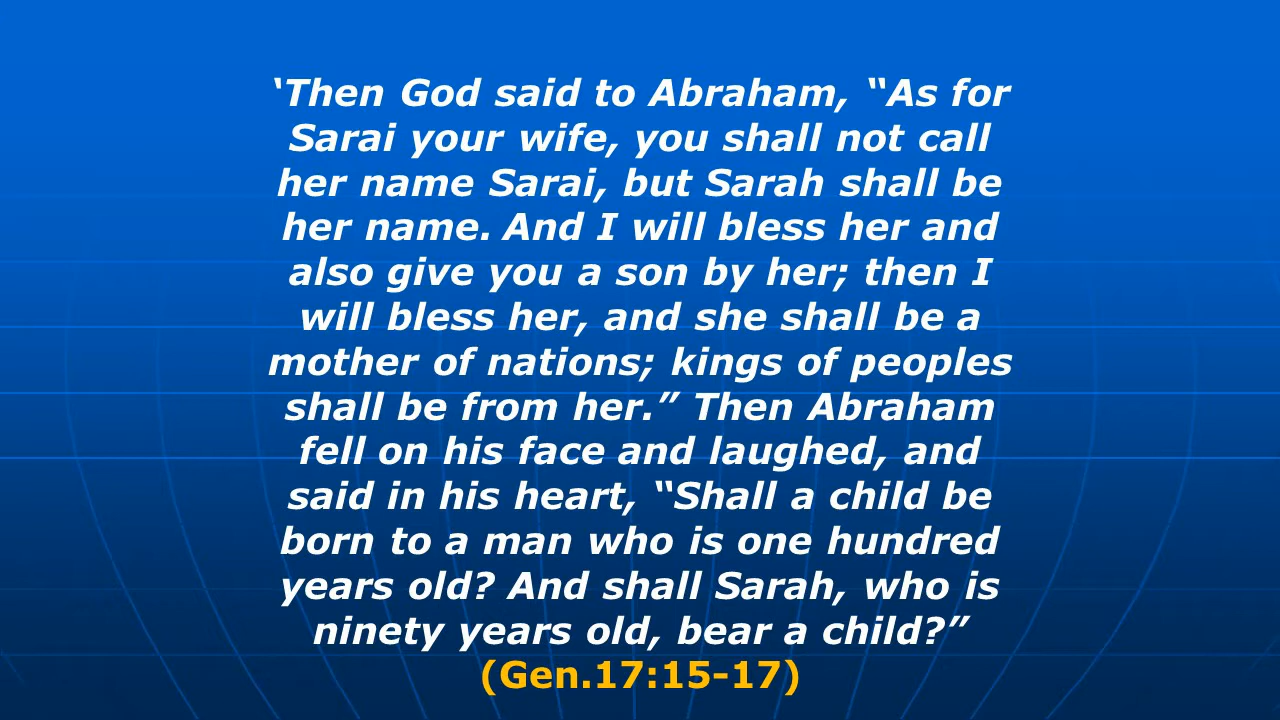 ‘Then God said to Abraham, “As for
Sarai your wife, you shall not call
her name Sarai, but Sarah shall be
her name. And I will bless her and
also give you a son by her; then I
will bless her, and she shall be a
mother of nations; kings of peoples
shall be from her.” Then Abraham
fell on his face and laughed, and
said in his heart, “Shall a child be
born to a man who is one hundred
years old? And shall Sarah, who is
ninety years old, bear a child?”
(Gen.17:15-17)